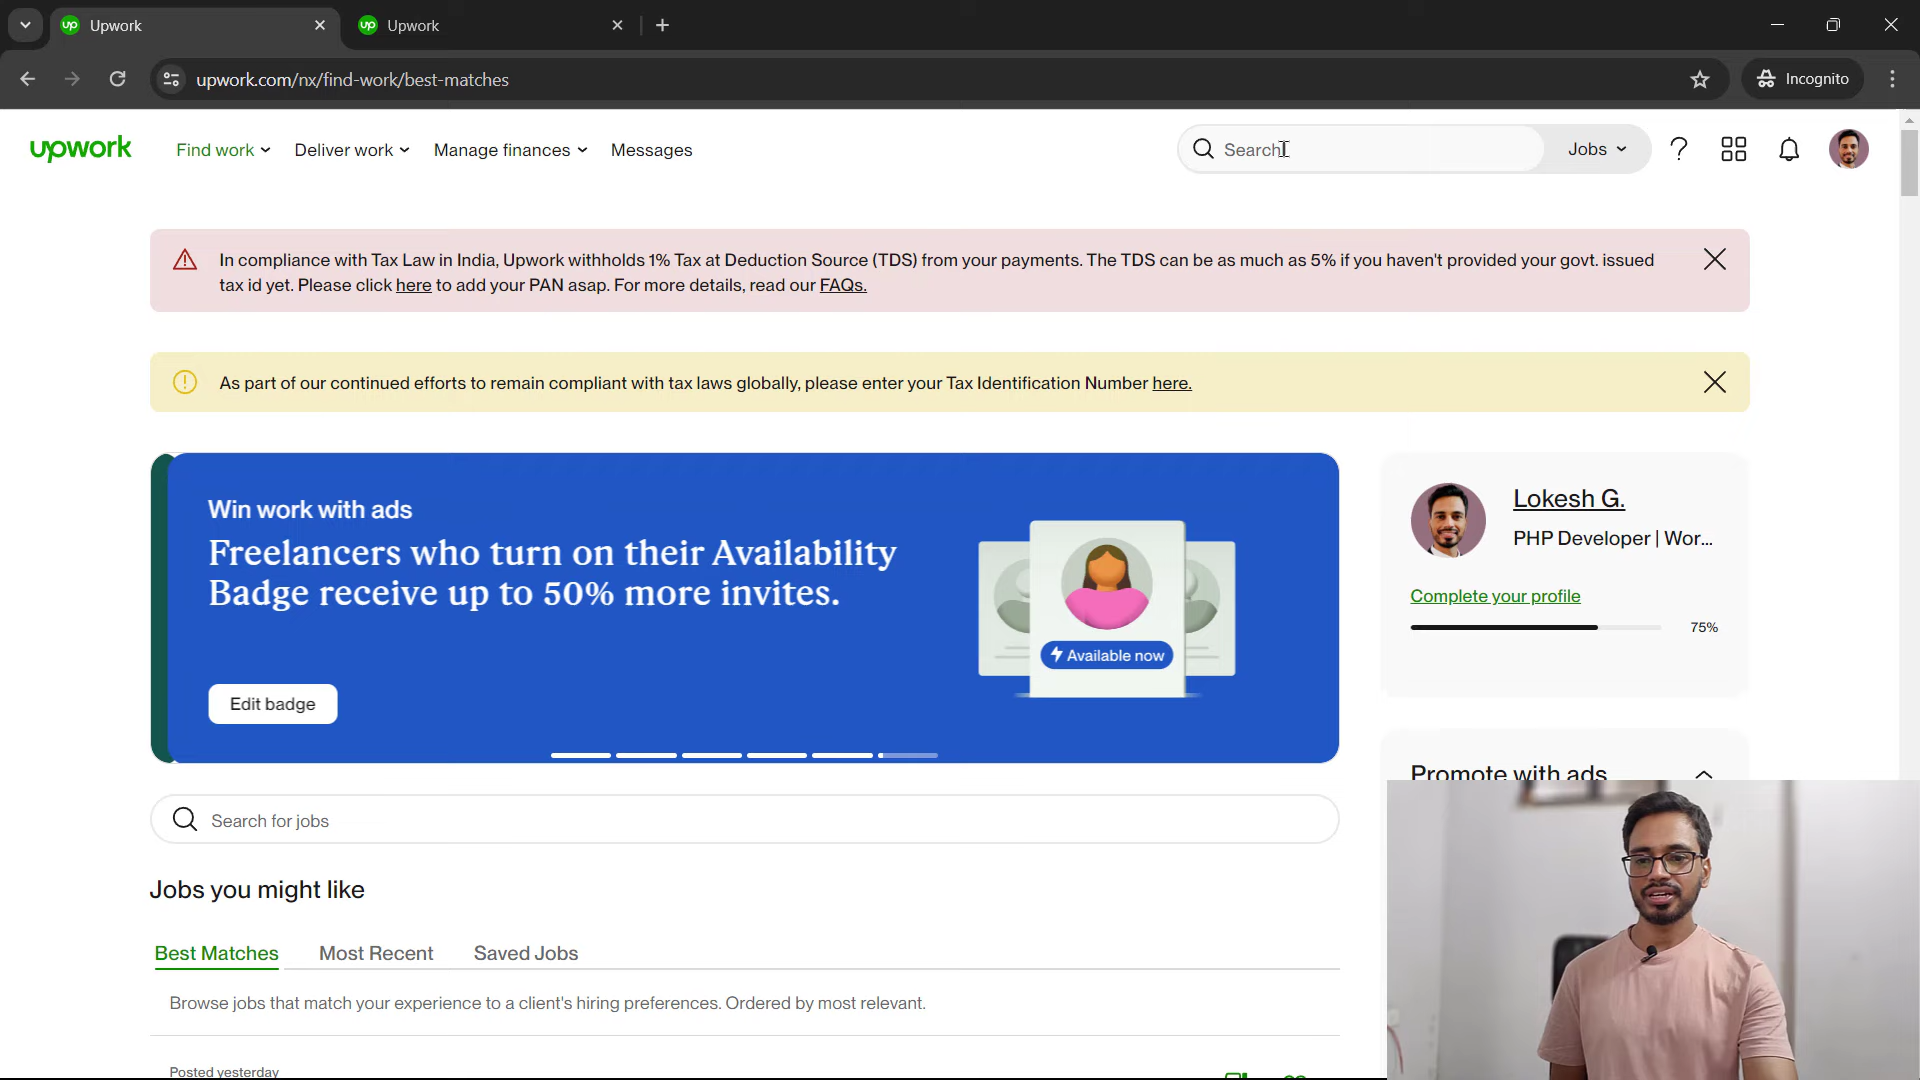 Upwork
Upwork
upwork.com/nx/find-work/best-matches
Incognito
upwork
Find work
Deliver work
Manage finances
Messages
Search
Jobs
In compliance with Tax Law in India, Upwork withholds 1% Tax at Deduction Source (TDS) from your payments. The TDS can be as much as 5% if you haven't provided your govt. issued
tax id yet. Please click here to add your PAN asap. For more details, read our FAQs.
As part of our continued efforts to remain compliant with tax laws globally, please enter your Tax Identification Number here.
Win work with ads
Freelancers who turn on their Availability
Badge receive up to 50% more invites.
Available now
Edit badge
Lokesh G.
PHP Developer | Wor...
Complete your profile
75%
Promote with ads
Search for jobs
Jobs you might like
Best Matches
Most Recent
Saved Jobs
Browse jobs that match your experience to a client's hiring preferences. Ordered by most relevant.
Posted yesterday